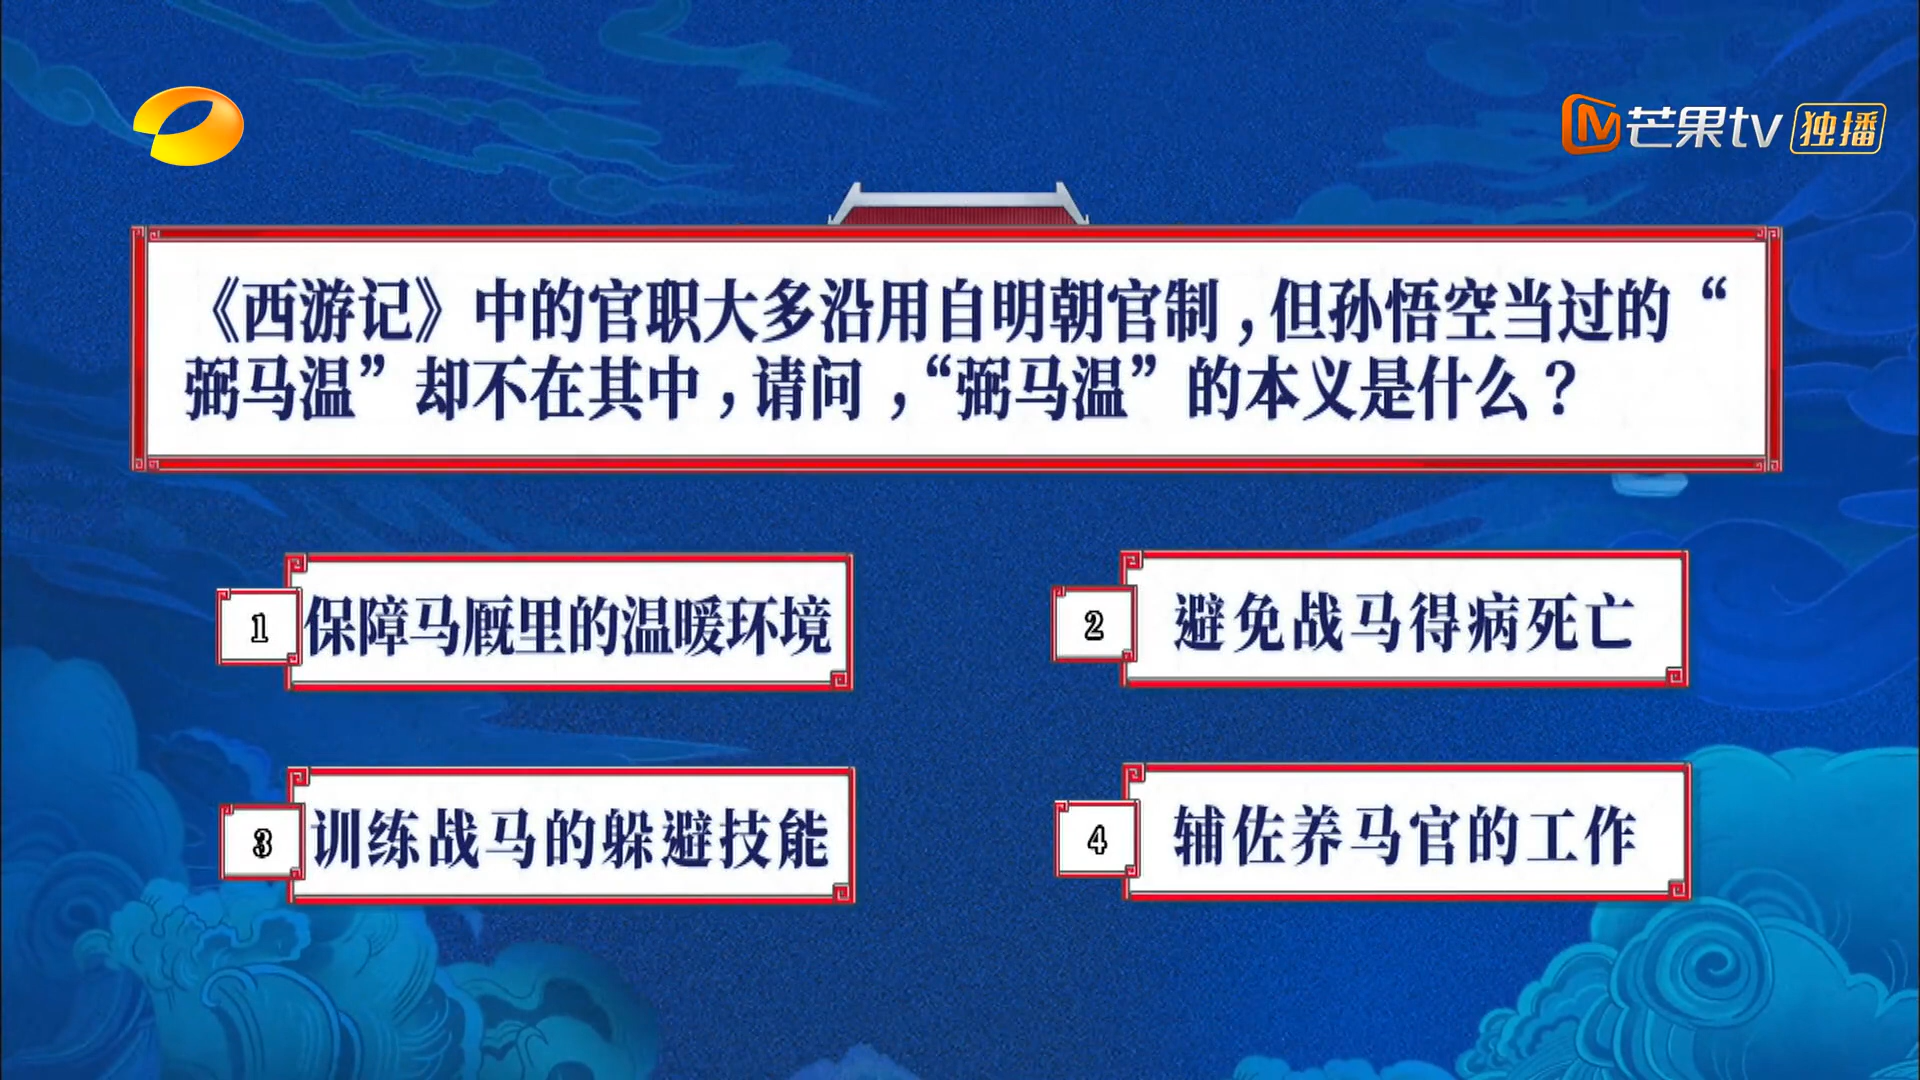 芒果tv 独播
《西游记》中的官职大多沿用自明朝官制,但孙悟空当过的“
弼马温”却不在其中,请问,“弼马温”的本义是什么?
1 保障马厩里的温暖环境
2 避免战马得病死亡
3 训练战马的躲避技能
4 辅佐养马官的工作